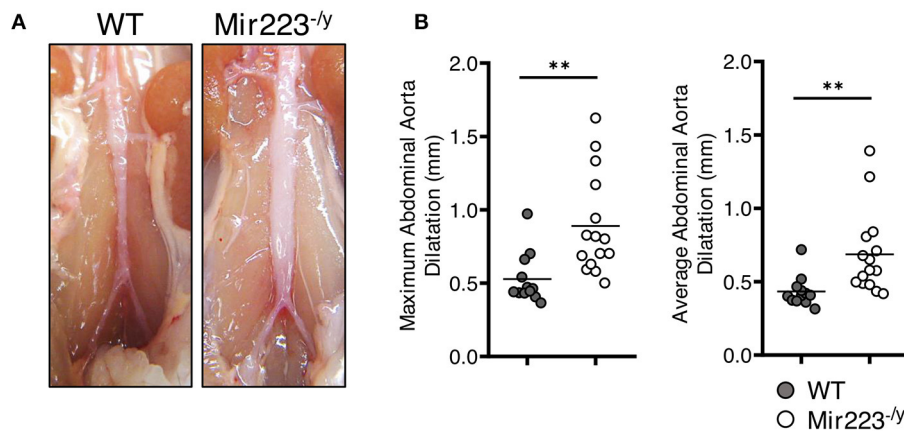 A
WT
Mir223-/y
B
Maximum Abdominal Aorta
Dilatation (mm)
2.0
1.5
1.0
0.5
0.0
**
Average Abdominal Aorta
Dilatation (mm)
2.0
1.5
1.0
0.5
0.0
**
WT
Mir223-/y